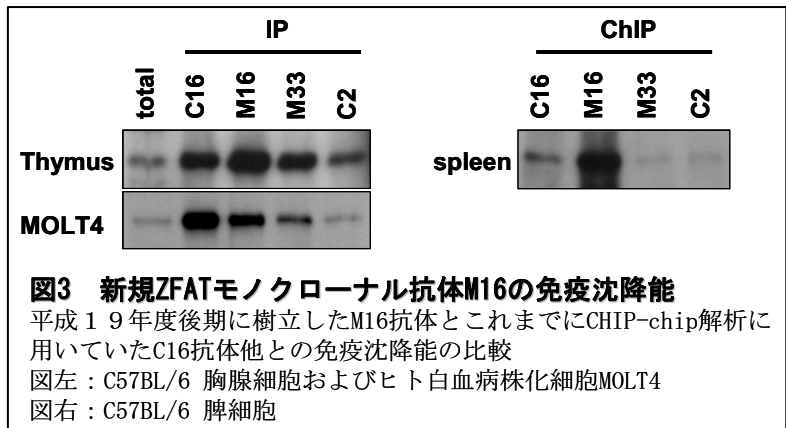 IP
ChIP
total
C16
M16
M33
C2
C16
M16
M33
C2
Thymus
spleen
MOLT4
図3 新規ZFATモノクローナル抗体M16の免疫沈降能
平成１９年度後期に樹立したM16抗体とこれまでにCHIP-chip解析に
用いていたC16抗体他との免疫沈降能の比較
図左：C57BL/6 胸腺細胞およびヒト白血病株化細胞MOLT4
図右：C57BL/6 脾細胞